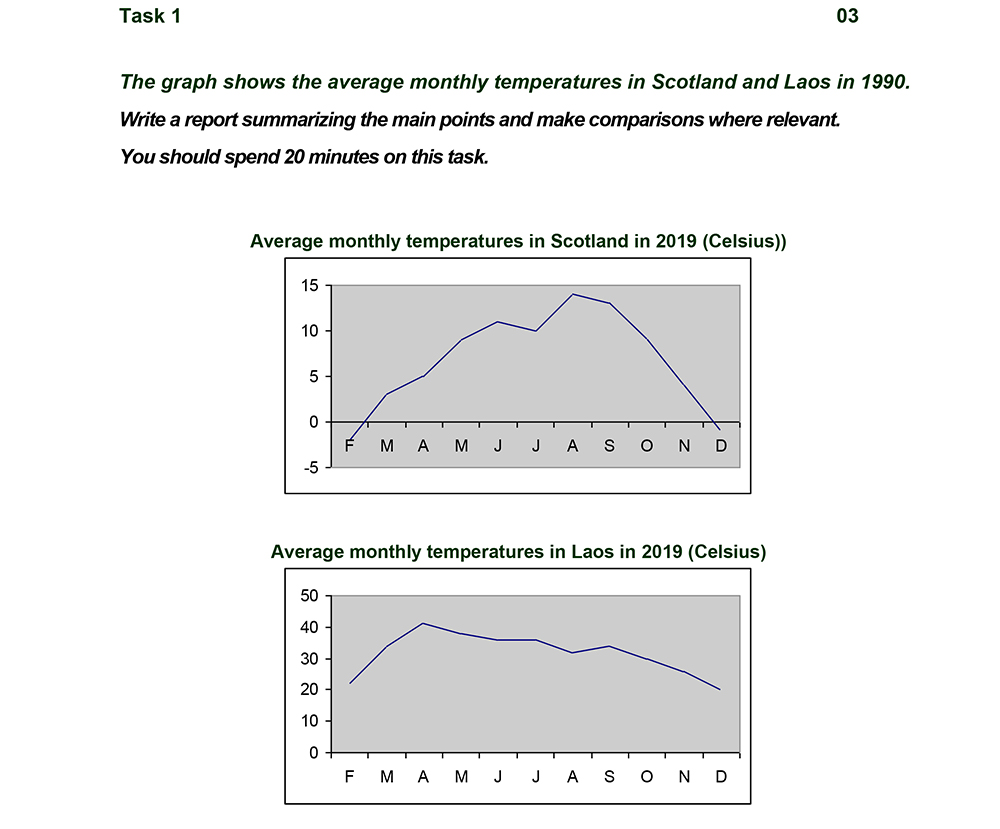 Task 1 03
The graph shows the average monthly temperatures in Scotland and Laos in 1990.
Write a report summarizing the main points and make comparisons where relevant.
You should spend 20 minutes on this task.
Average monthly temperatures in Scotland in 2019 (Celsius))
15
10
5
0
F M A M J J A S O N D
-5
Average monthly temperatures in Laos in 2019 (Celsius)
50
40
30
20
10
0
F M A M J J A S O N D